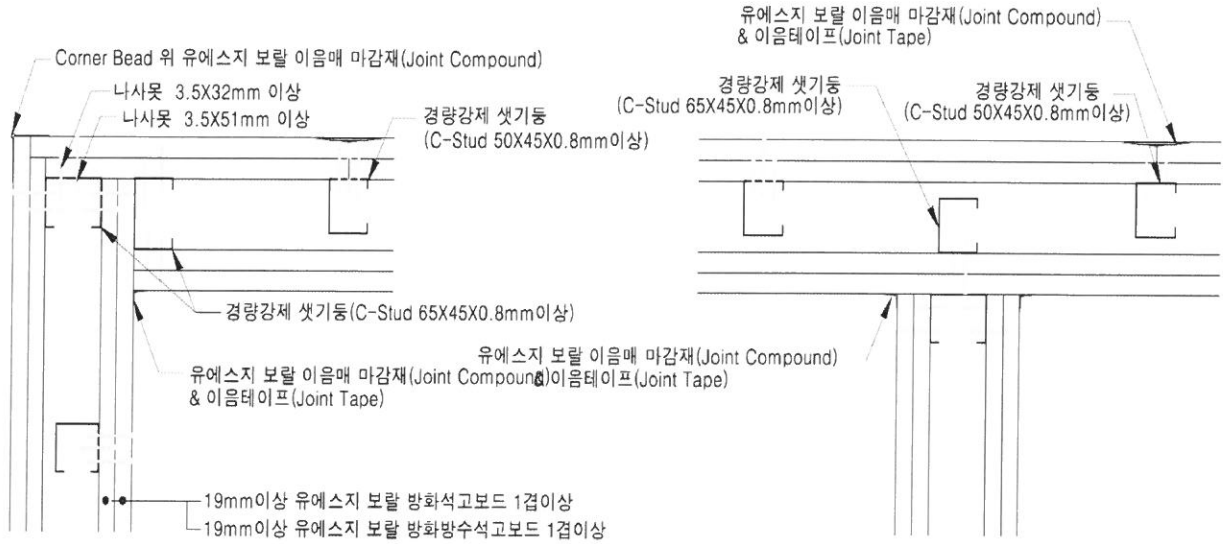 Corner Bead 위 유에스지 보랄 이음매 마감재(Joint Compound)
나사못 3.5X32mm 이상
나사못 3.5X51mm 이상
경량강제 샛기둥
(C-Stud 50X45X0.8mm이상)
경량강제 샛기둥(C-Stud 65X45X0.8mm이상)
유에스지 보랄 이음매 마감재(Joint Compound)
& 이음테이프(Joint Tape)
19mm이상 유에스지 보랄 방화석고보드 1겹이상
19mm이상 유에스지 보랄 방화방수석고보드 1겹이상
유에스지 보랄 이음매 마감재(Joint Compound)
& 이음테이프(Joint Tape)
경량강제 샛기둥
(C-Stud 65X45X0.8mm이상)
경량강제 샛기둥
(C-Stud 50X45X0.8mm이상)
유에스지 보랄 이음매 마감재(Joint Compound)
&이음테이프(Joint Tape)